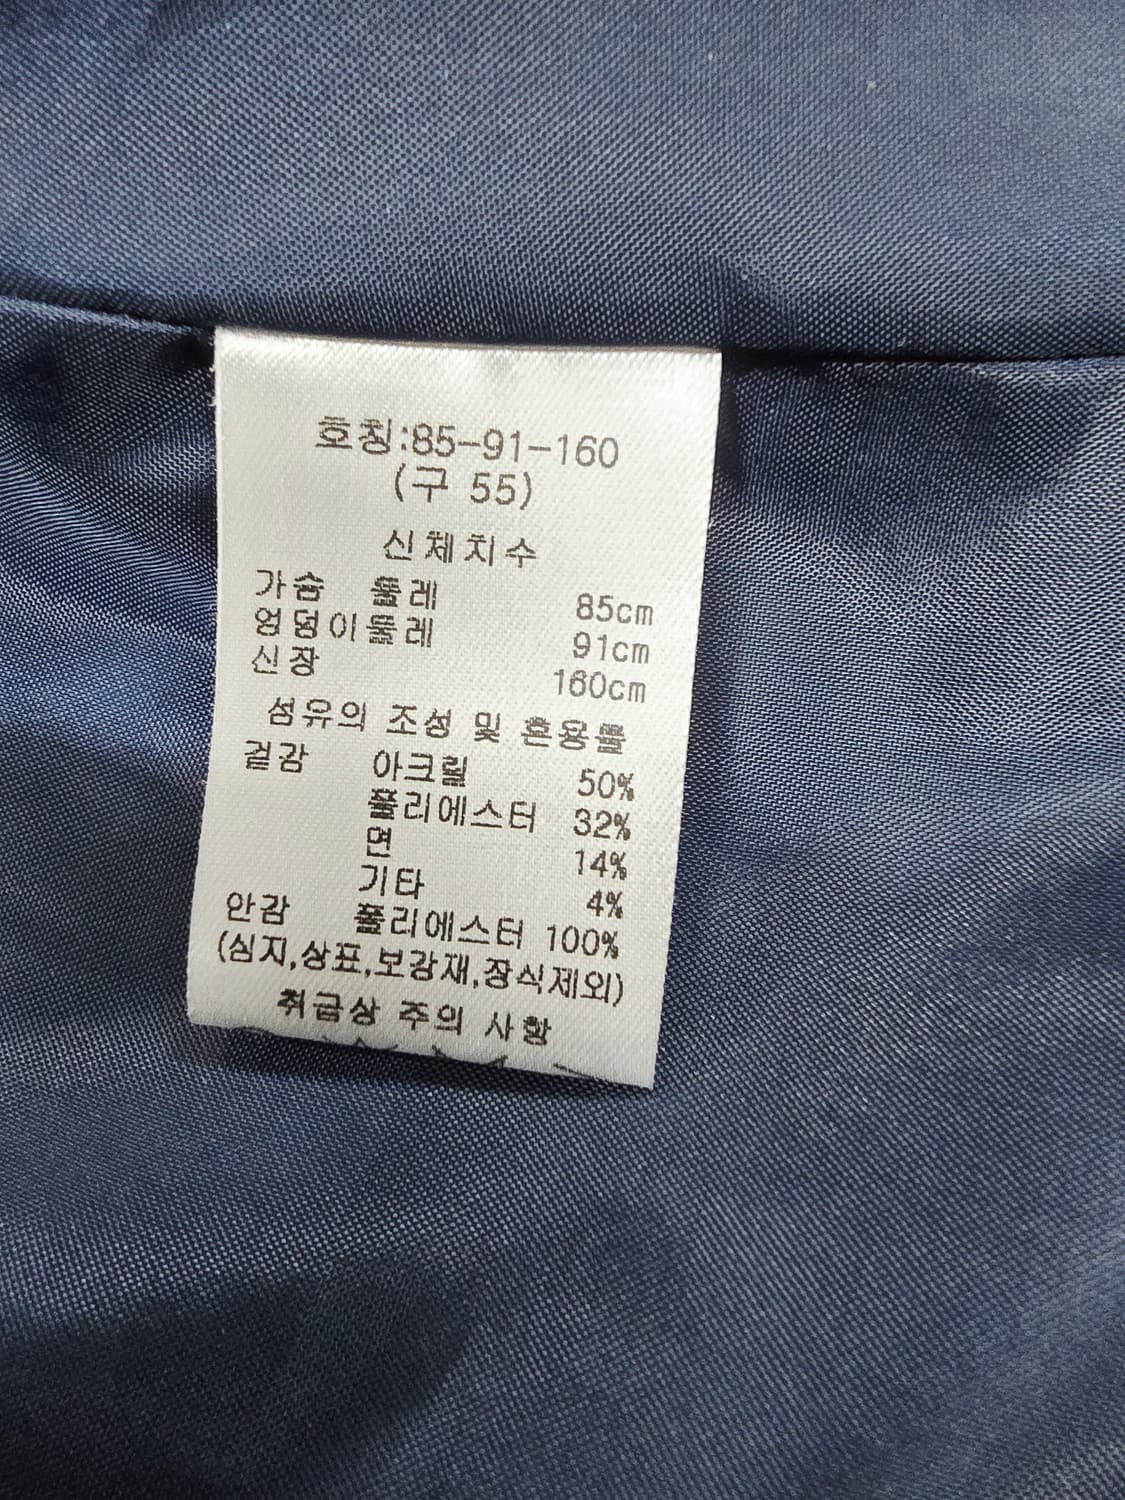 호칭:85-91-160
(구 55)
신체치수
가슴 둘레 85cm
엉덩이둘레 91cm
신장 160cm
섬유의 조성 및 혼용률
겉감 아크릴 50%
폴리에스터 32%
면 14%
기타 4%
안감 폴리에스터 100%
(심지,상표,보강재,장식제외)
취급상 주의 사항